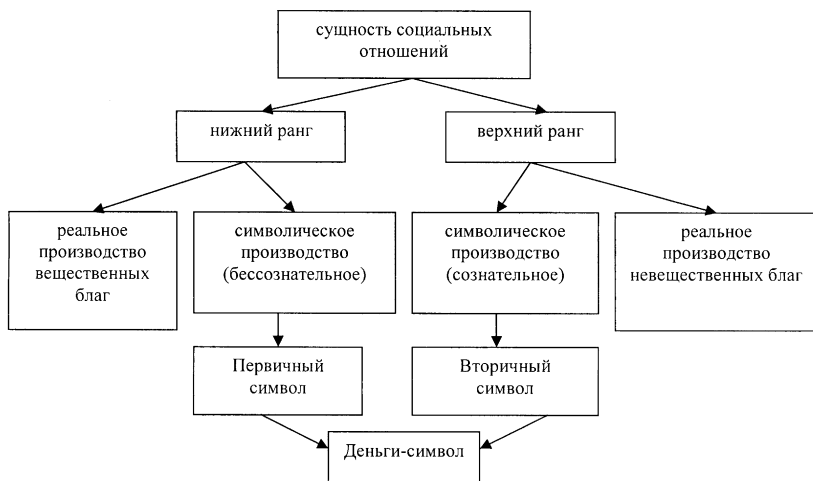 сущность социальных
отношений
нижний ранг
верхний ранг
реальное
производство
вещественных
благ
символическое
производство
(бессознательное)
символическое
производство
(сознательное)
реальное
производство
невещественных благ
Первичный
символ
Вторичный
символ
Деньги-символ